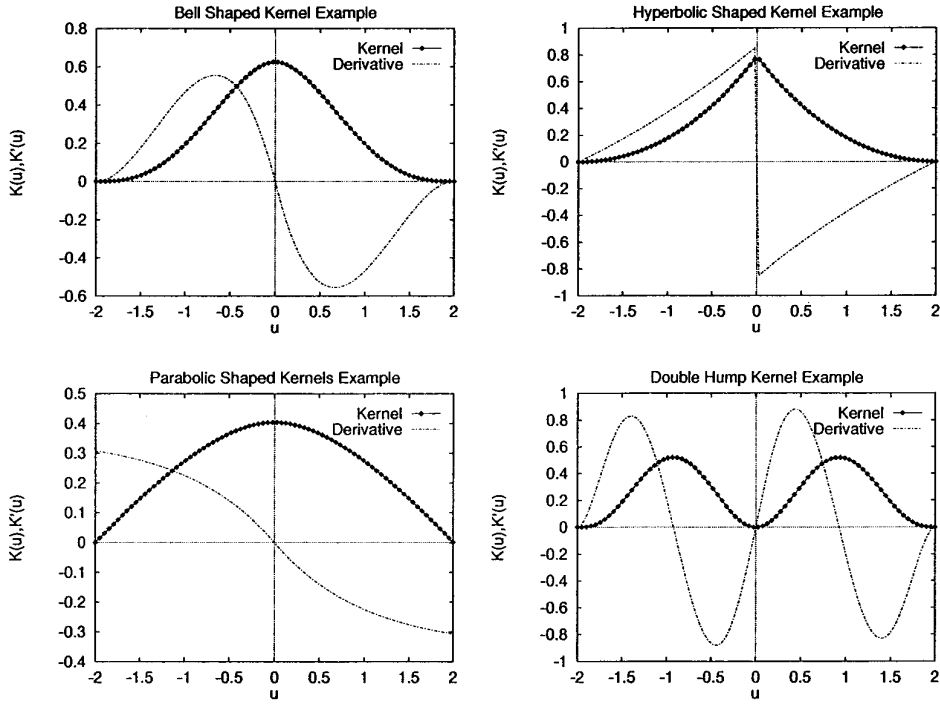 Bell Shaped Kernel Example
Kernel
Derivative
K(u),K'(u)
0.8
0.6
0.4
0.2
0
-0.2
-0.4
-0.6
-2 -1.5 -1 -0.5 0 0.5 1 1.5 2
u
Hyperbolic Shaped Kernel Example
Kernel
Derivative
K(u),K'(u)
1
0.8
0.6
0.4
0.2
0
-0.2
-0.4
-0.6
-0.8
-1
-2 -1.5 -1 -0.5 0 0.5 1 1.5 2
u
Parabolic Shaped Kernels Example
Kernel
Derivative
K(u),K'(u)
0.5
0.4
0.3
0.2
0.1
0
-0.1
-0.2
-0.3
-0.4
-2 -1.5 -1 -0.5 0 0.5 1 1.5 2
u
Double Hump Kernel Example
Kernel
Derivative
K(u),K'(u)
1
0.8
0.6
0.4
0.2
0
-0.2
-0.4
-0.6
-0.8
-1
-2 -1.5 -1 -0.5 0 0.5 1 1.5 2
u